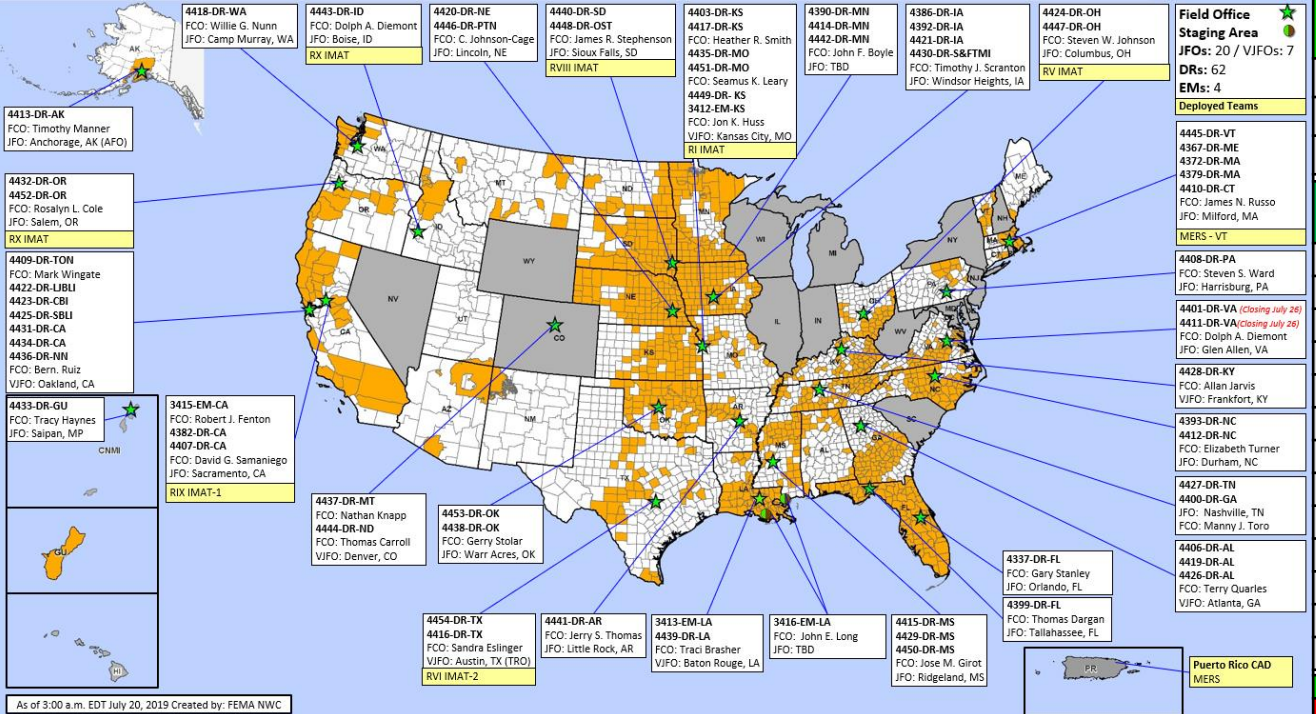 4418-DR-WA
FCO: Willie G. Nunn
JFO: Camp Murray, WA
4443-DR-ID
FCO: Dolph A. Diemont
JFO: Boise, ID
RX IMAT
4420-DR-NE
4446-DR-PTN
FCO: C. Johnson-Cage
JFO: Lincoln, NE
4440-DR-SD
4448-DR-OST
FCO: James R. Stephenson
JFO: Sioux Falls, SD
RVIII IMAT
4403-DR-KS
4417-DR-KS
FCO: Heather R. Smith
4435-DR-MO
4451-DR-MO
FCO: Seamus K. Leary
4449-DR- KS
3412-EM-KS
FCO: Jon K. Huss
VJFO: Kansas City, MO
RI IMAT
4390-DR-MN
4414-DR-MN
4442-DR-MN
FCO: John F. Boyle
JFO: TBD
4386-DR-IA
4392-DR-IA
4421-DR-IA
4430-DR-S&FTMI
FCO: Timothy J. Scranton
JFO: Windsor Heights, IA
4424-DR-OH
4447-DR-OH
FCO: Steven W. Johnson
JFO: Columbus, OH
RV IMAT
Field Office
Staging Area
JFOs: 20 / VJFOs: 7
DRs: 62
EMs: 4
Deployed Teams
4413-DR-AK
FCO: Timothy Manner
JFO: Anchorage, AK (AFO)
4432-DR-OR
4452-DR-OR
FCO: Rosalyn L. Cole
JFO: Salem, OR
RX IMAT
4409-DR-TON
FCO: Mark Wingate
4422-DR-LJBLI
4423-DR-CBI
4425-DR-SBLI
4431-DR-CA
4434-DR-CA
4436-DR-NN
FCO: Bern. Ruiz
VJFO: Oakland, CA
4433-DR-GU
FCO: Tracy Haynes
JFO: Saipan, MP
CNMI
3415-EM-CA
FCO: Robert J. Fenton
4382-DR-CA
4407-DR-CA
FCO: David G. Samaniego
JFO: Sacramento, CA
RIX IMAT-1
4445-DR-VT
4367-DR-ME
4372-DR-MA
4379-DR-MA
4410-DR-CT
FCO: James N. Russo
JFO: Milford, MA
MERS - VT
4408-DR-PA
FCO: Steven S. Ward
JFO: Harrisburg, PA
4401-DR-VA (Closing July 26)
4411-DR-VA (Closing July 26)
FCO: Dolph A. Diemont
JFO: Glen Allen, VA
4428-DR-KY
FCO: Allan Jarvis
VJFO: Frankfort, KY
4393-DR-NC
4412-DR-NC
FCO: Elizabeth Turner
JFO: Durham, NC
4427-DR-TN
4400-DR-GA
JFO: Nashville, TN
FCO: Manny J. Toro
4406-DR-AL
4419-DR-AL
4426-DR-AL
FCO: Terry Quarles
VJFO: Atlanta, GA
4437-DR-MT
FCO: Nathan Knapp
4444-DR-ND
FCO: Thomas Carroll
VJFO: Denver, CO
4453-DR-OK
4438-DR-OK
FCO: Gerry Stolar
JFO: Warr Acres, OK
4337-DR-FL
FCO: Gary Stanley
JFO: Orlando, FL
4399-DR-FL
FCO: Thomas Dargan
JFO: Tallahassee, FL
4454-DR-TX
4416-DR-TX
FCO: Sandra Eslinger
VJFO: Austin, TX (TRO)
RVI IMAT-2
4441-DR-AR
FCO: Jerry S. Thomas
JFO: Little Rock, AR
3413-EM-LA
4439-DR-LA
FCO: Traci Brasher
VJFO: Baton Rouge, LA
3416-EM-LA
FCO: John E. Long
JFO: TBD
4415-DR-MS
4429-DR-MS
4450-DR-MS
FCO: Jose M. Girot
JFO: Ridgeland, MS
Puerto Rico CAD
MERS
AK
WA
OR
ID
MT
ND
MN
SD
WI
MI
WY
NE
IA
NV
UT
CO
KS
MO
IL
IN
OH
PA
NY
VT
NH
ME
MA
CT
NJ
WV
VA
KY
TN
NC
SC
CA
AZ
NM
OK
AR
TX
LA
MS
AL
GA
FL
GU
HI
PR
As of 3:00 a.m. EDT July 20, 2019 Created by: FEMA NWC